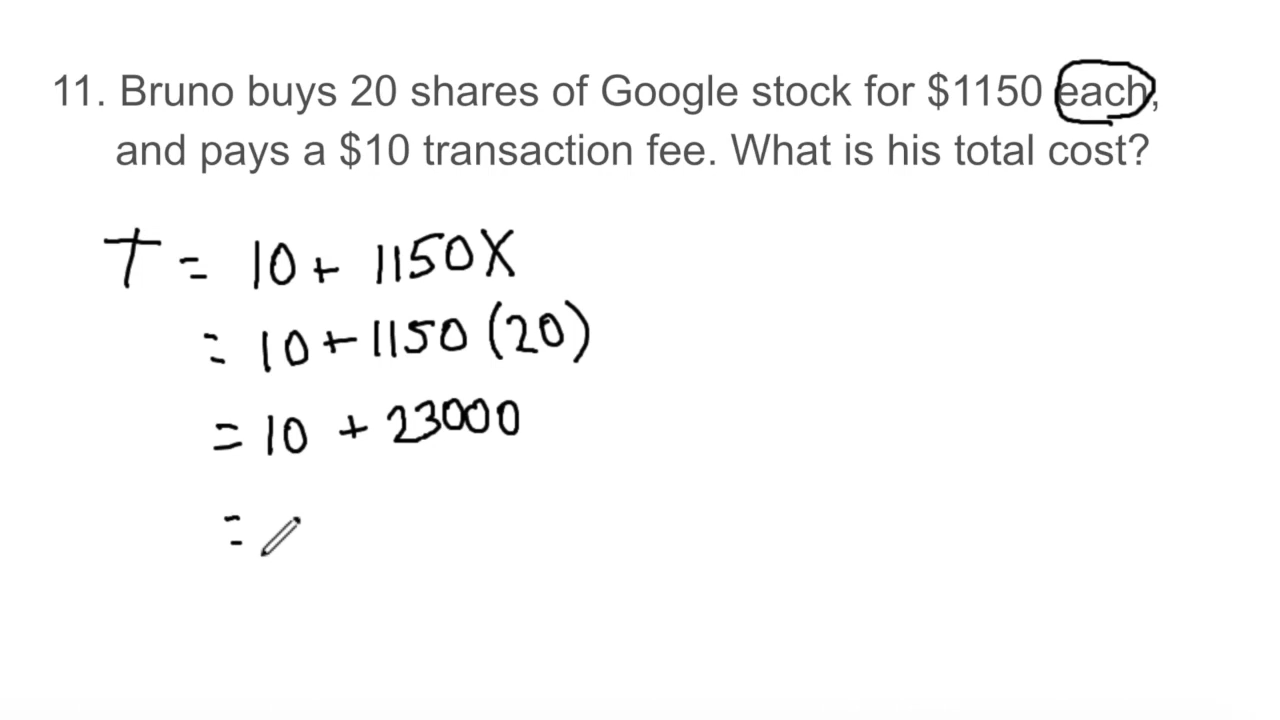 11. Bruno buys 20 shares of Google stock for $1150 each,
and pays a $10 transaction fee. What is his total cost?
T = 10 + 1150X
= 10 + 1150 (20)
= 10 + 23000
=